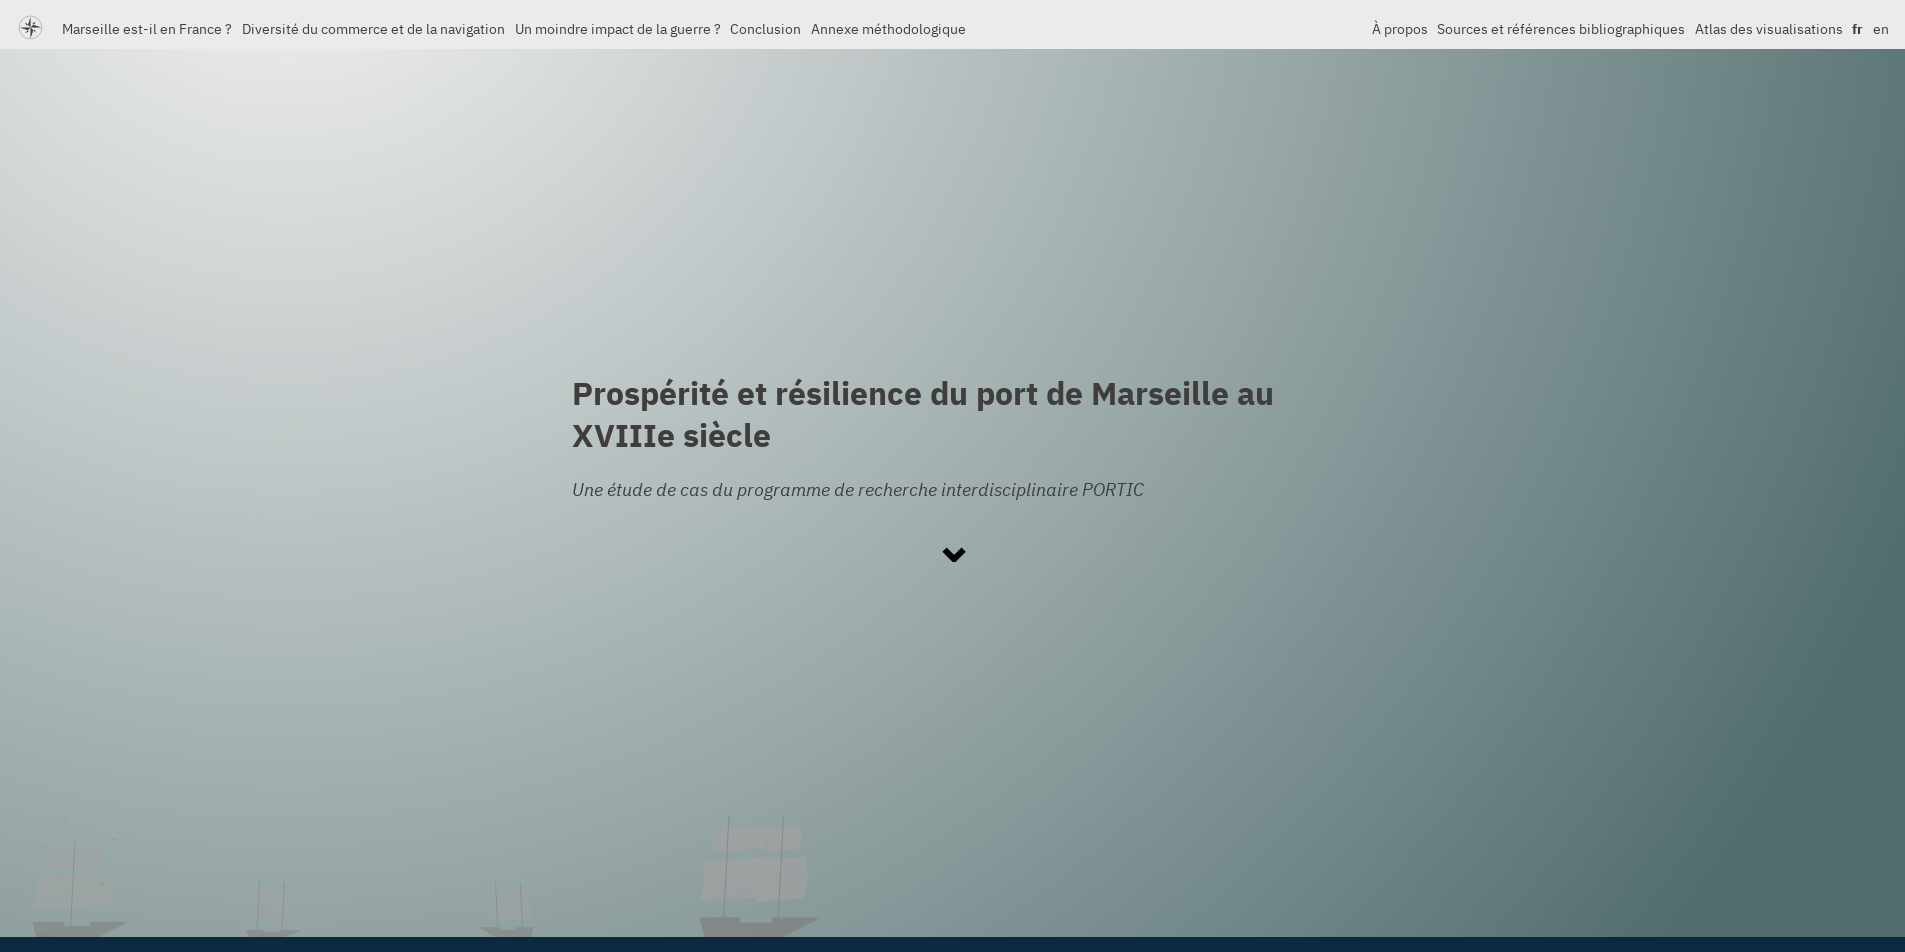 Marseille est-il en France ? Diversité du commerce et de la navigation Un moindre impact de la guerre ? Conclusion Annexe méthodologique À propos Sources et références bibliographiques Atlas des visualisations fr en
Prospérité et résilience du port de Marseille au
XVIIIe siècle
Une étude de cas du programme de recherche interdisciplinaire PORTIC